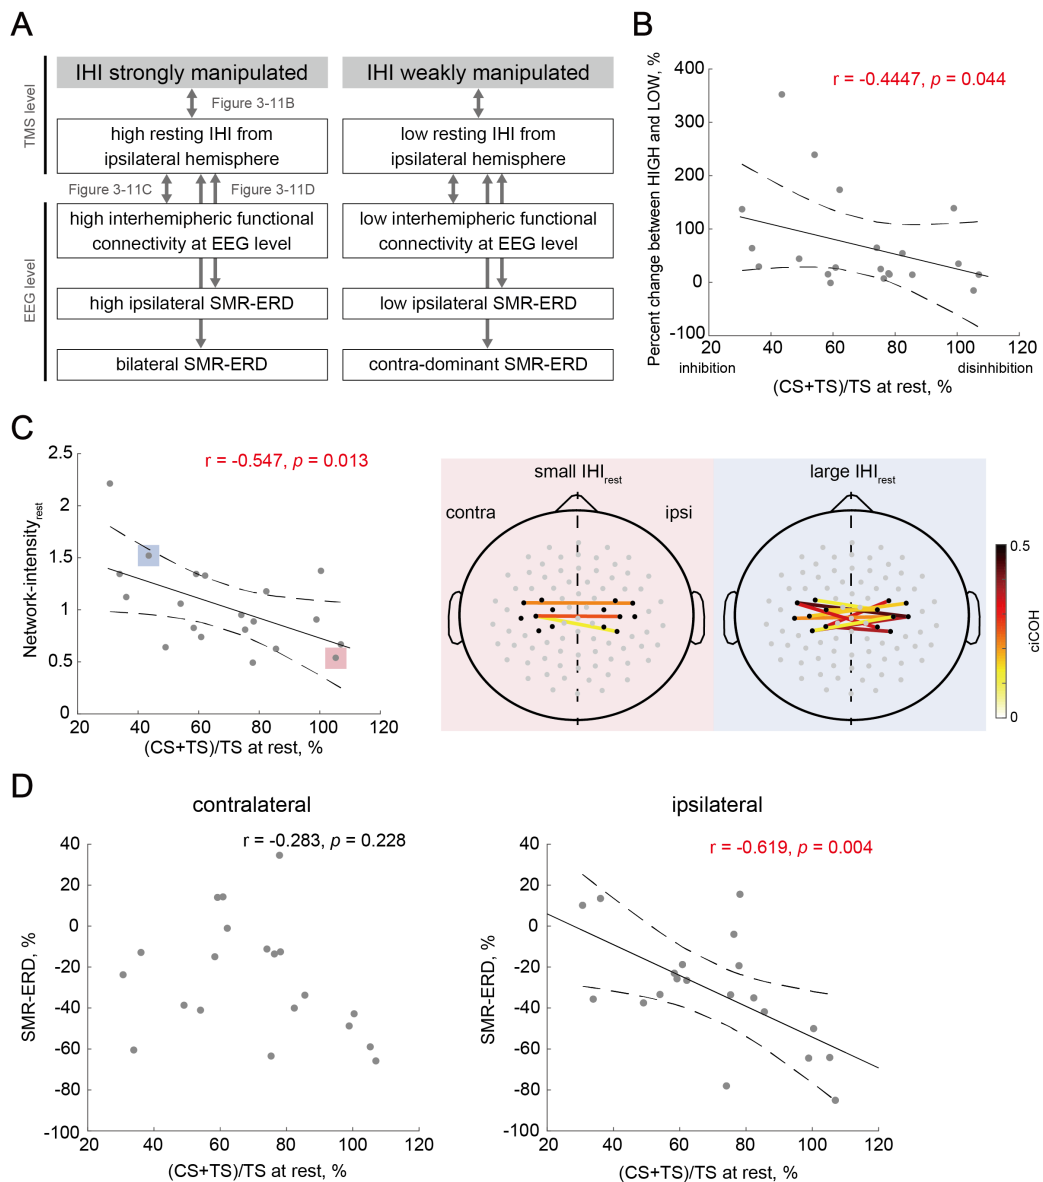 A
TMS level
EEG level
IHI strongly manipulated
Figure 3-11B
high resting IHI from
ipsilateral hemisphere
Figure 3-11C
Figure 3-11D
high interhemipheric functional
connectivity at EEG level
high ipsilateral SMR-ERD
bilateral SMR-ERD
IHI weakly manipulated
low resting IHI from
ipsilateral hemisphere
low interhemipheric functional
connectivity at EEG level
low ipsilateral SMR-ERD
contra-dominant SMR-ERD
B
Percent change between HIGH and LOW, %
400
300
200
100
0
-100
r = -0.4447, p = 0.044
20
40
60
80
100
120
inhibition
disinhibition
(CS+TS)/TS at rest, %
C
Network-intensityrest
2.5
2
1.5
1
0.5
0
r = -0.547, p = 0.013
20
40
60
80
100
120
(CS+TS)/TS at rest, %
small IHIrest
contra
ipsi
large IHIrest
0.5
0
ciCOH
D
contralateral
r = -0.283, p = 0.228
SMR-ERD, %
40
20
0
-20
-40
-60
-80
-100
20
40
60
80
100
120
(CS+TS)/TS at rest, %
ipsilateral
r = -0.619, p = 0.004
SMR-ERD, %
40
20
0
-20
-40
-60
-80
-100
20
40
60
80
100
120
(CS+TS)/TS at rest, %